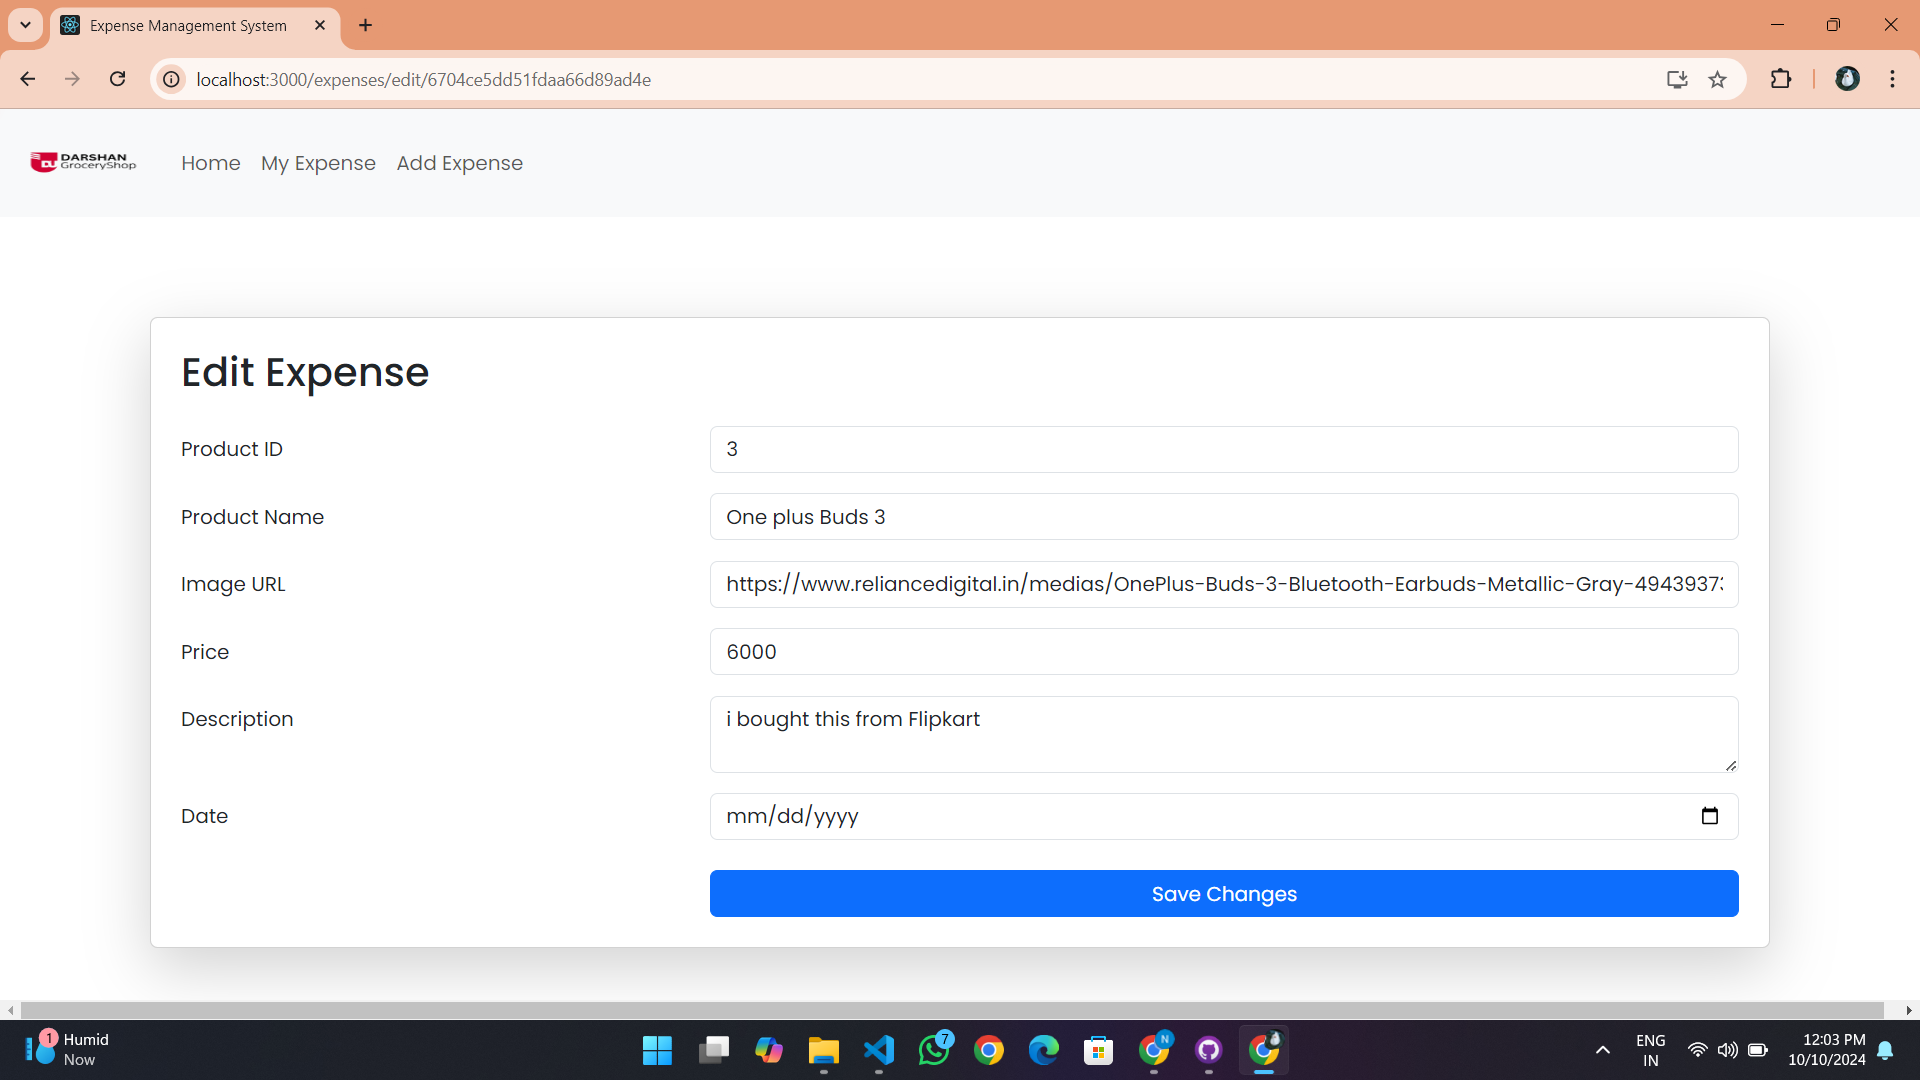 Expense Management System
localhost:3000/expenses/edit/6704ce5dd51fdaa66d89ad4e
DU DARSHAN
GroceryShop
Home My Expense Add Expense
Edit Expense
Product ID 3
Product Name One plus Buds 3
Image URL https://www.reliancedigital.in/medias/OnePlus-Buds-3-Bluetooth-Earbuds-Metallic-Gray-49439373
Price 6000
Description i bought this from Flipkart
Date mm/dd/yyyy
Save Changes
1 Humid
Now
7
N
ENG
IN
12:03 PM
10/10/2024